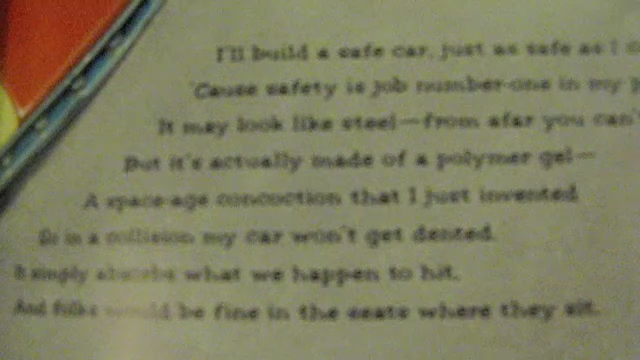 I'll build a safe car, just as safe as I
'Cause safety is job number-one in my
It may look like steel—from afar you can't
But it's actually made of a polymer gel—
A space-age concoction that I just invented
So in a collision my car won't get dented.
It simply absorbs what we happen to hit,
And folks would be fine in the seats where they sit.